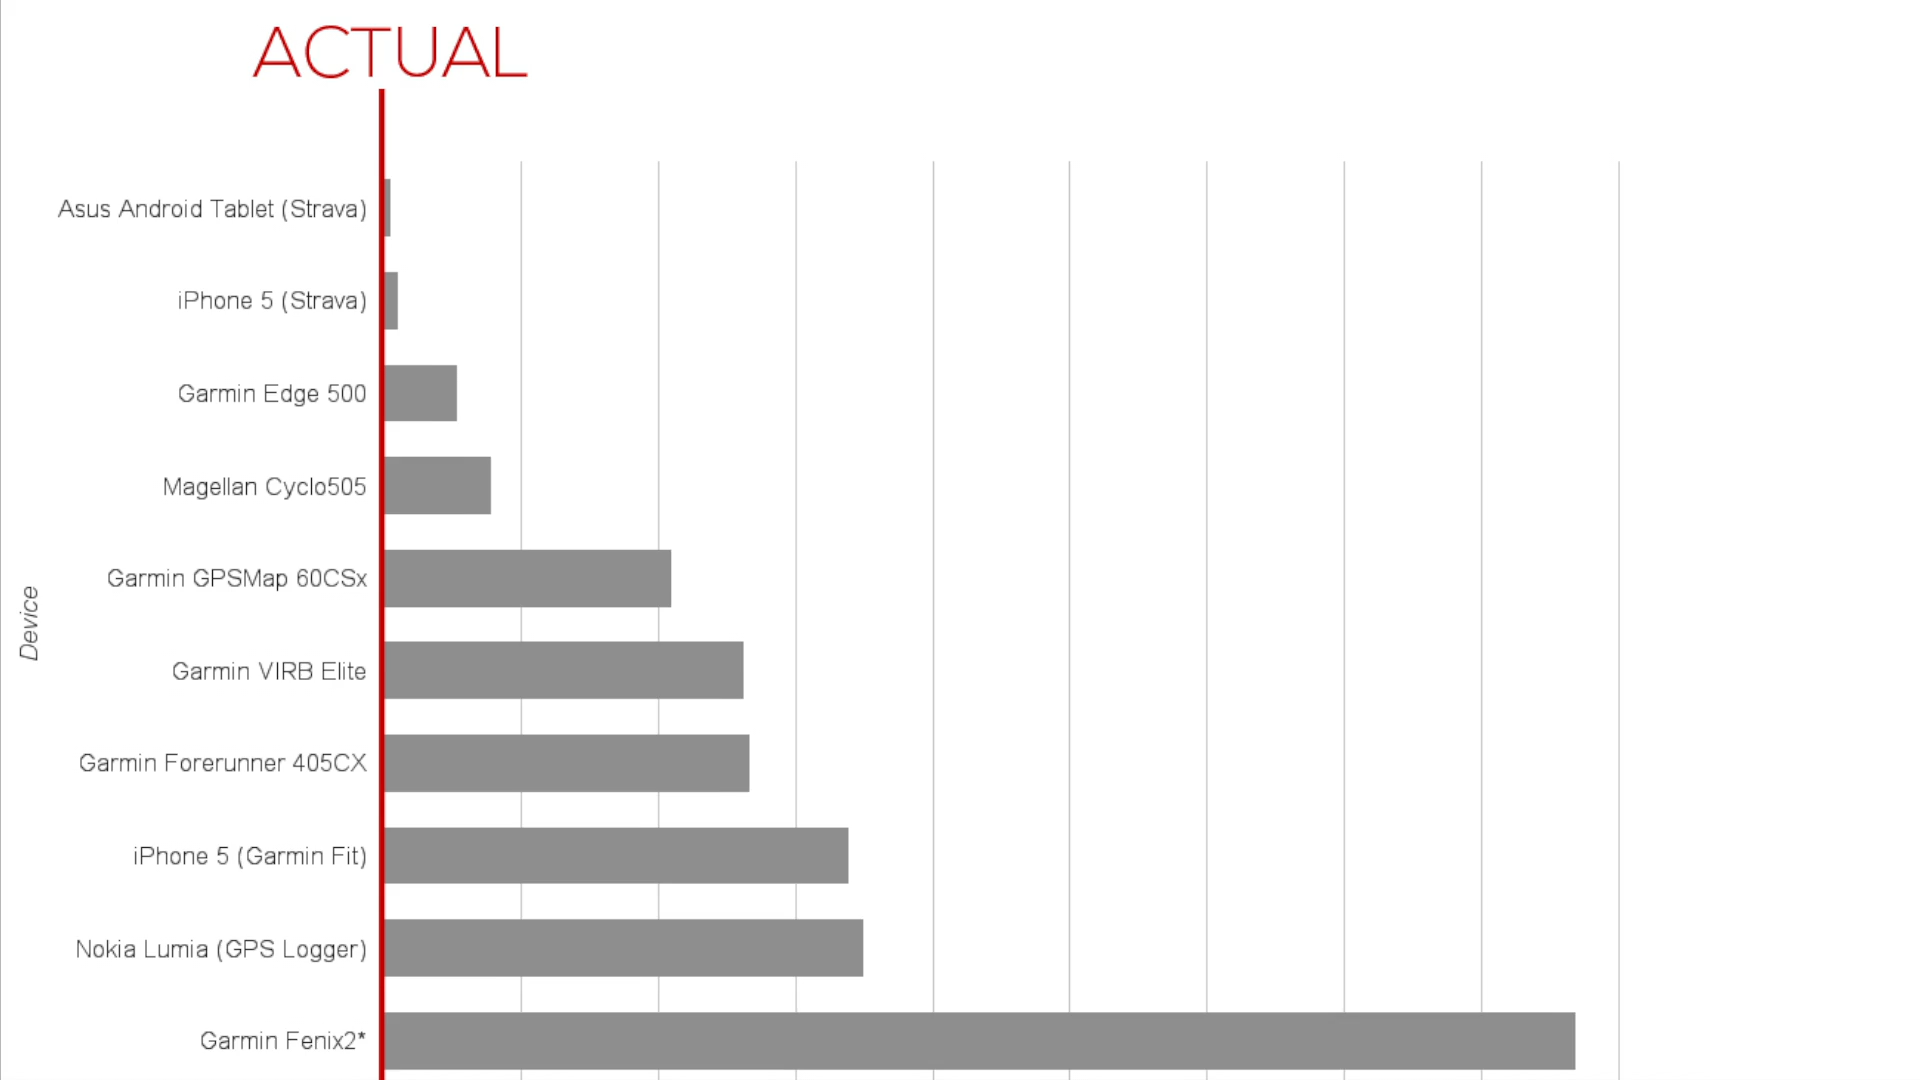 ACTUAL
Asus Android Tablet (Strava)
iPhone 5 (Strava)
Garmin Edge 500
Magellan Cyclo505
Garmin GPSMap 60CSx
Device
Garmin VIRB Elite
Garmin Forerunner 405CX
iPhone 5 (Garmin Fit)
Nokia Lumia (GPS Logger)
Garmin Fenix2*